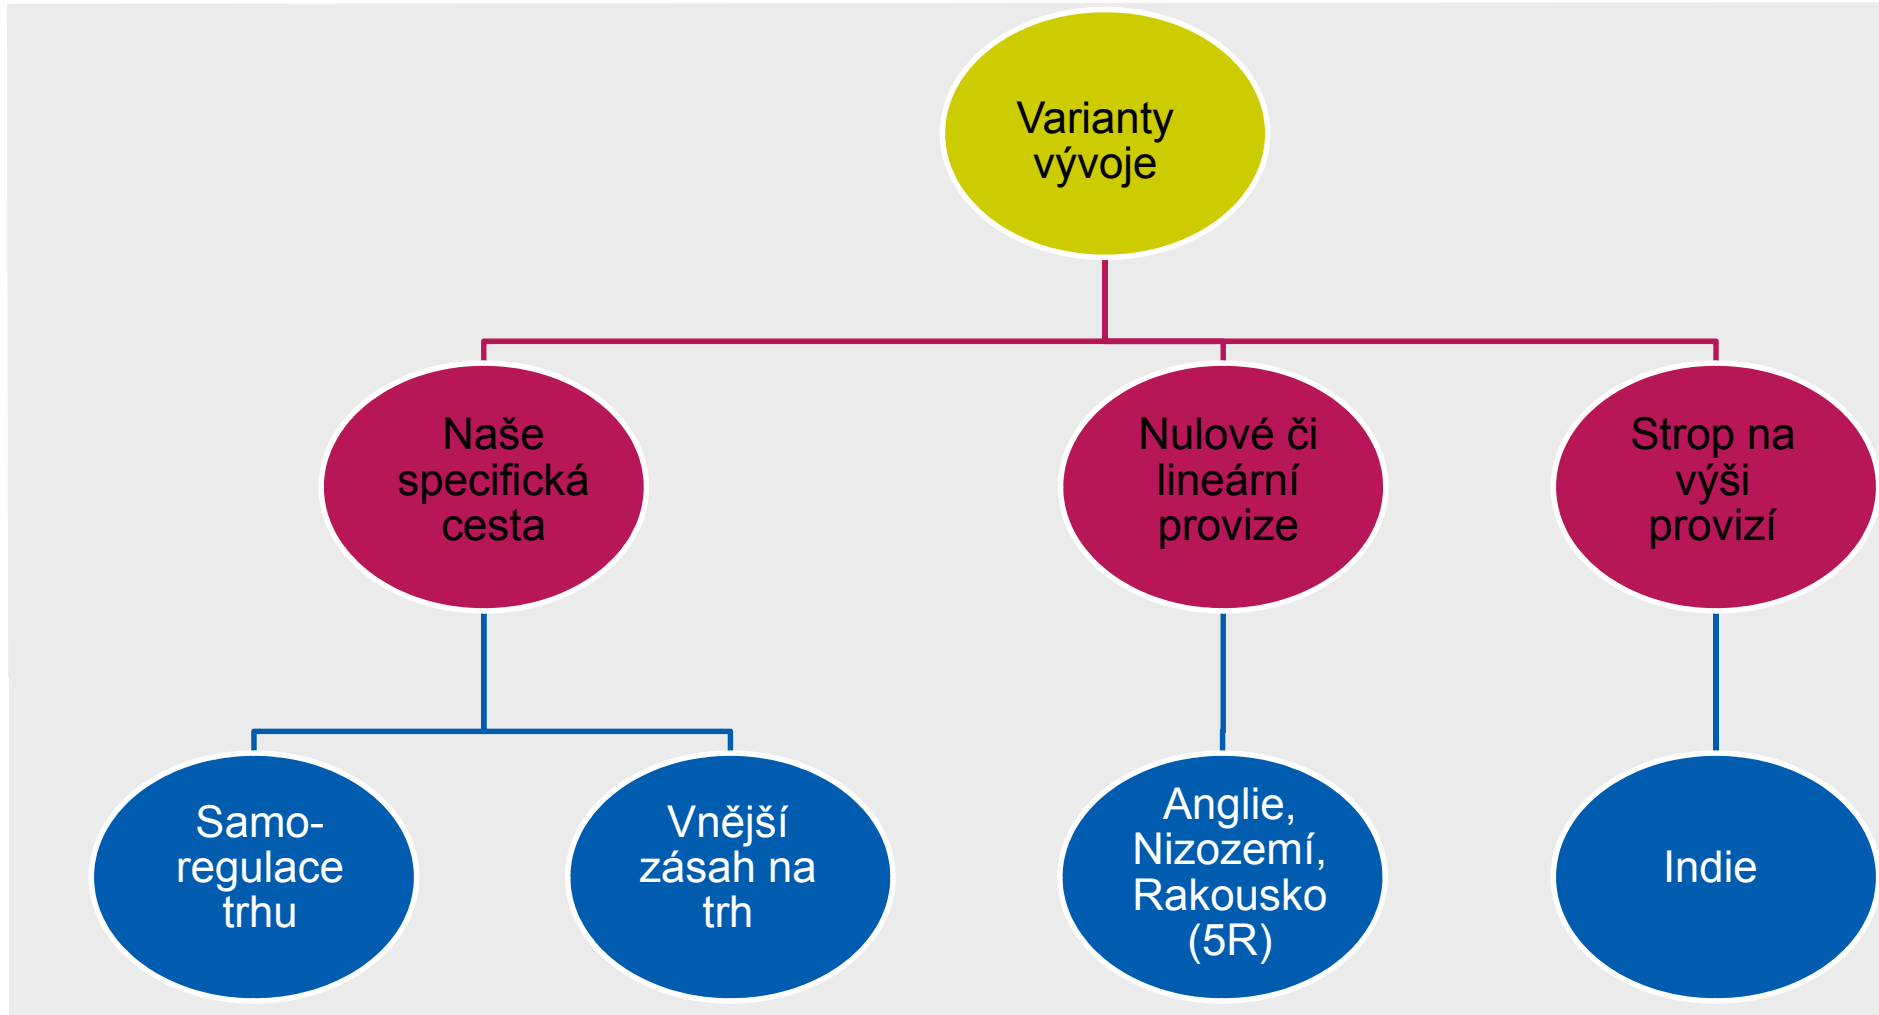 Varianty
vývoje
Naše
specifická
cesta
Nulové či
lineární
provize
Strop na
výši
provizí
Samo-
regulace
trhu
Vnější
zásah na
trh
Anglie,
Nizozemí,
Rakousko
(5R)
Indie